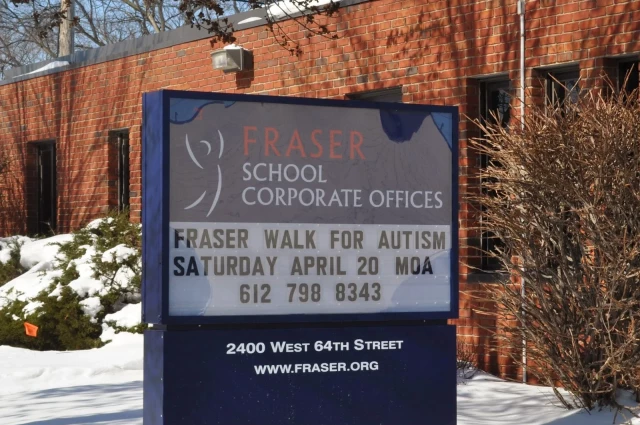 FRASER
SCHOOL
CORPORATE OFFICES
FRASER WALK FOR AUTISM
SATURDAY APRIL 20 MOA
612 798 8343
2400 WEST 64TH STREET
WWW.FRASER.ORG